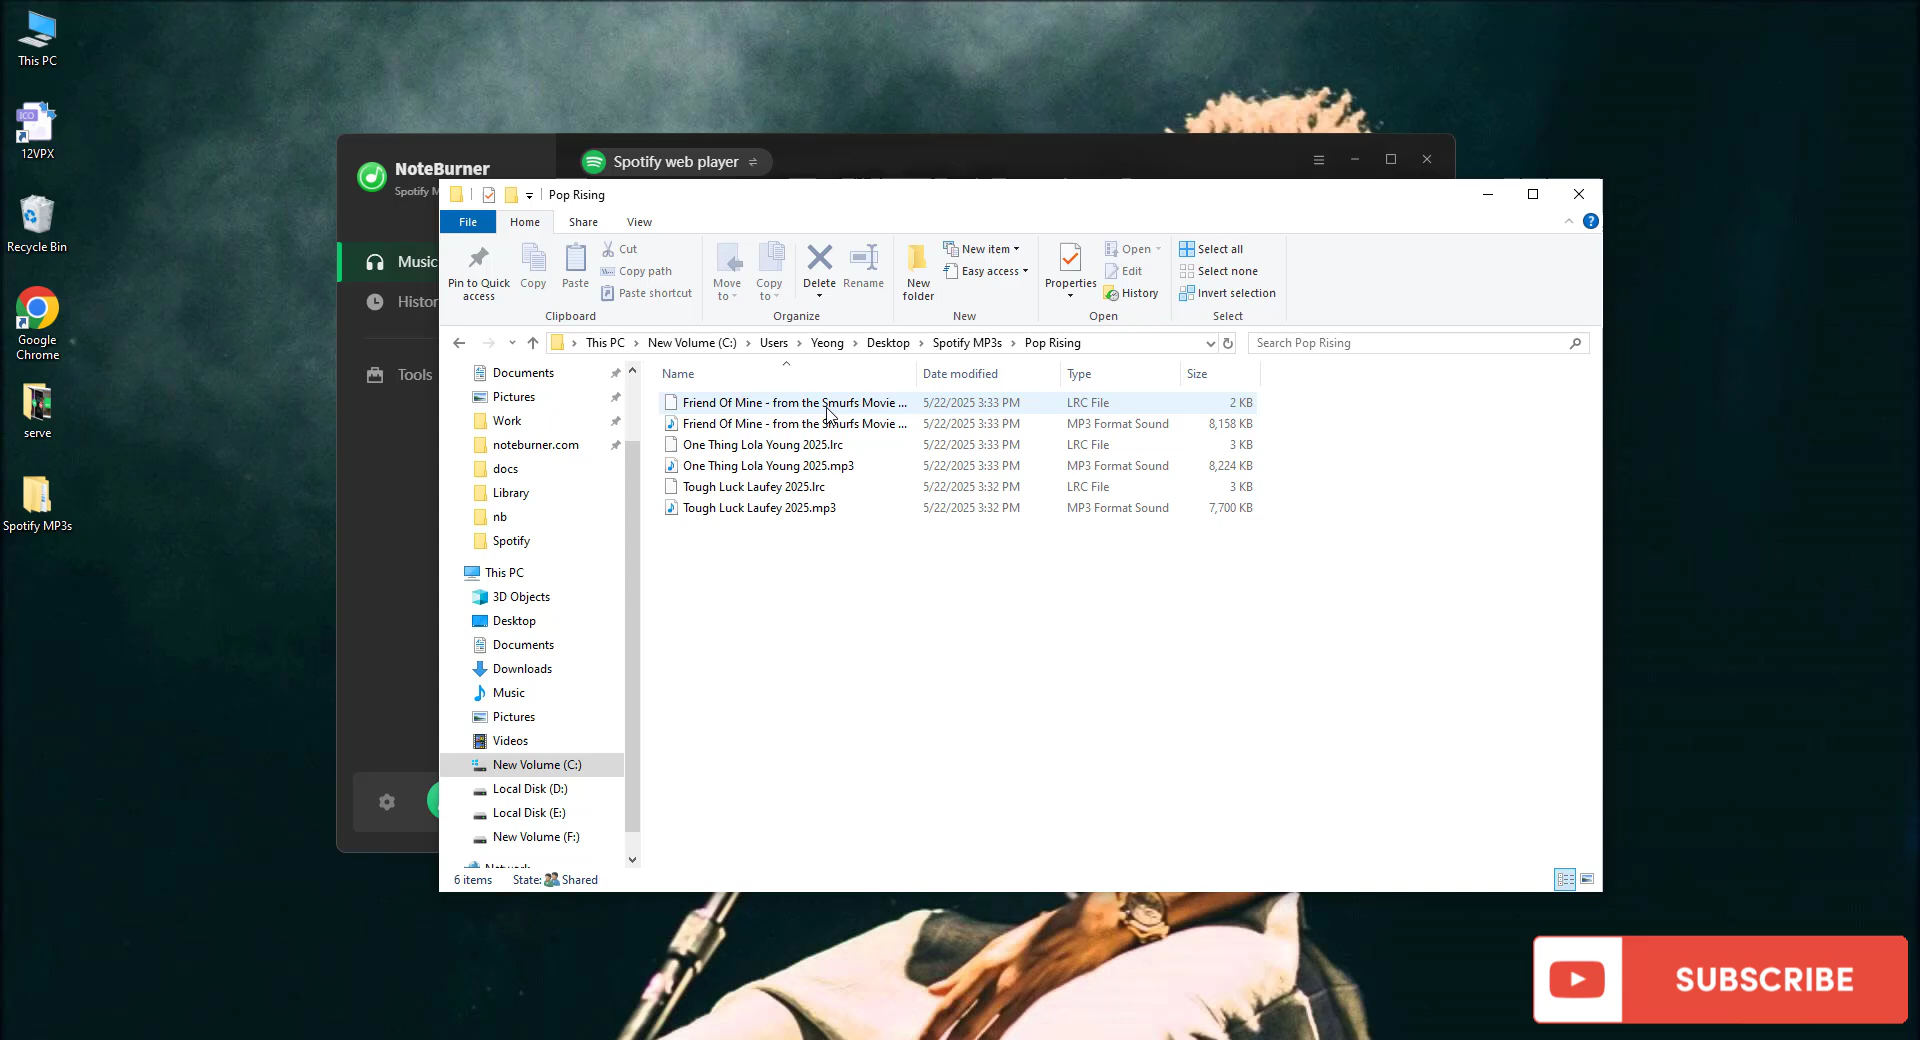 This PC
12VPX
Recycle Bin
Google
Chrome
serve
Spotify MP3s
NoteBurner
Spotify M
Spotify web player
Music
Histor
Tools
Pop Rising
File Home Share View
Pin to Quick
access
Copy
Paste
Cut
Copy path
Paste shortcut
Clipboard
Move
to
Copy
to
Delete
Rename
Organize
New
folder
New item
Easy access
New
Properties
Open
Edit
History
Open
Select all
Select none
Invert selection
Select
This PC > New Volume (C:) > Users > Yeong > Desktop > Spotify MP3s > Pop Rising
Search Pop Rising
Documents
Pictures
Work
noteburner.com
docs
Library
nb
Spotify
This PC
3D Objects
Desktop
Documents
Downloads
Music
Pictures
Videos
New Volume (C:)
Local Disk (D:)
Local Disk (E:)
New Volume (F:)
Name Date modified Type Size
Friend Of Mine - from the Smurfs Movie ... 5/22/2025 3:33 PM LRC File 2 KB
Friend Of Mine - from the Smurfs Movie ... 5/22/2025 3:33 PM MP3 Format Sound 8,158 KB
One Thing Lola Young 2025.lrc 5/22/2025 3:33 PM LRC File 3 KB
One Thing Lola Young 2025.mp3 5/22/2025 3:33 PM MP3 Format Sound 8,224 KB
Tough Luck Laufey 2025.lrc 5/22/2025 3:32 PM LRC File 3 KB
Tough Luck Laufey 2025.mp3 5/22/2025 3:32 PM MP3 Format Sound 7,700 KB
6 items State: Shared
SUBSCRIBE